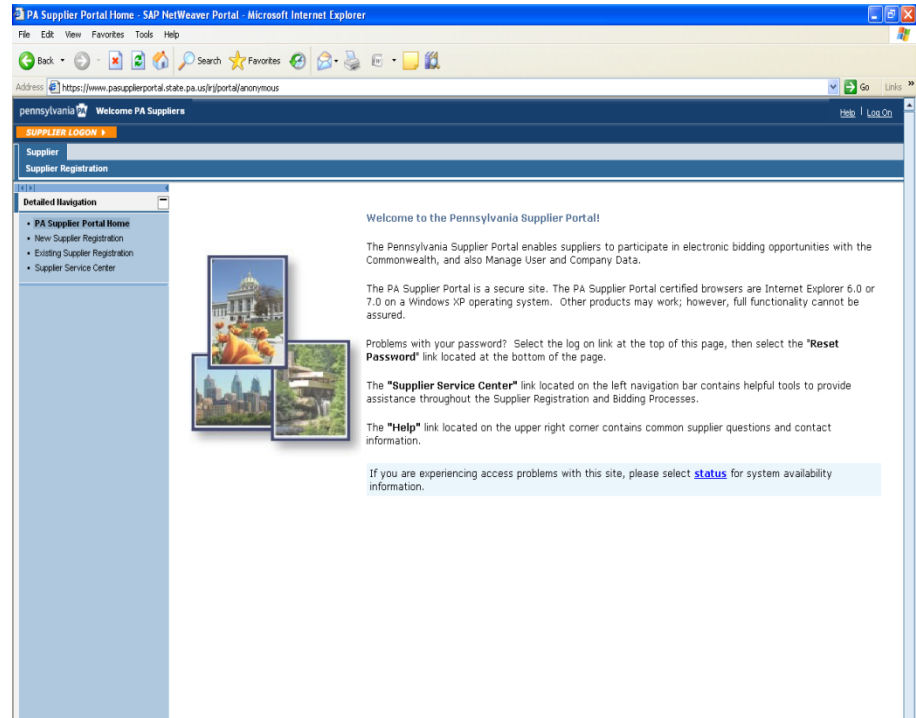 PA Supplier Portal Home - SAP NetWeaver Portal - Microsoft Internet Explorer
File Edit View Favorites Tools Help
Back Search Favorites
Address https://www.pasupplierportal.state.pa.us/irj/portal/anonymous Go Links »
pennsylvania PA Welcome PA Suppliers Help | Log On
SUPPLIER LOGON
Supplier
Supplier Registration
Detailed Navigation
• PA Supplier Portal Home
• New Supplier Registration
• Existing Supplier Registration
• Supplier Service Center
Welcome to the Pennsylvania Supplier Portal!
The Pennsylvania Supplier Portal enables suppliers to participate in electronic bidding opportunities with the
Commonwealth, and also Manage User and Company Data.
The PA Supplier Portal is a secure site. The PA Supplier Portal certified browsers are Internet Explorer 6.0 or
7.0 on a Windows XP operating system. Other products may work; however, full functionality cannot be
assured.
Problems with your password? Select the log on link at the top of this page, then select the "Reset
Password" link located at the bottom of the page.
The "Supplier Service Center" link located on the left navigation bar contains helpful tools to provide
assistance throughout the Supplier Registration and Bidding Processes.
The "Help" link located on the upper right corner contains common supplier questions and contact
information.
If you are experiencing access problems with this site, please select status for system availability
information.